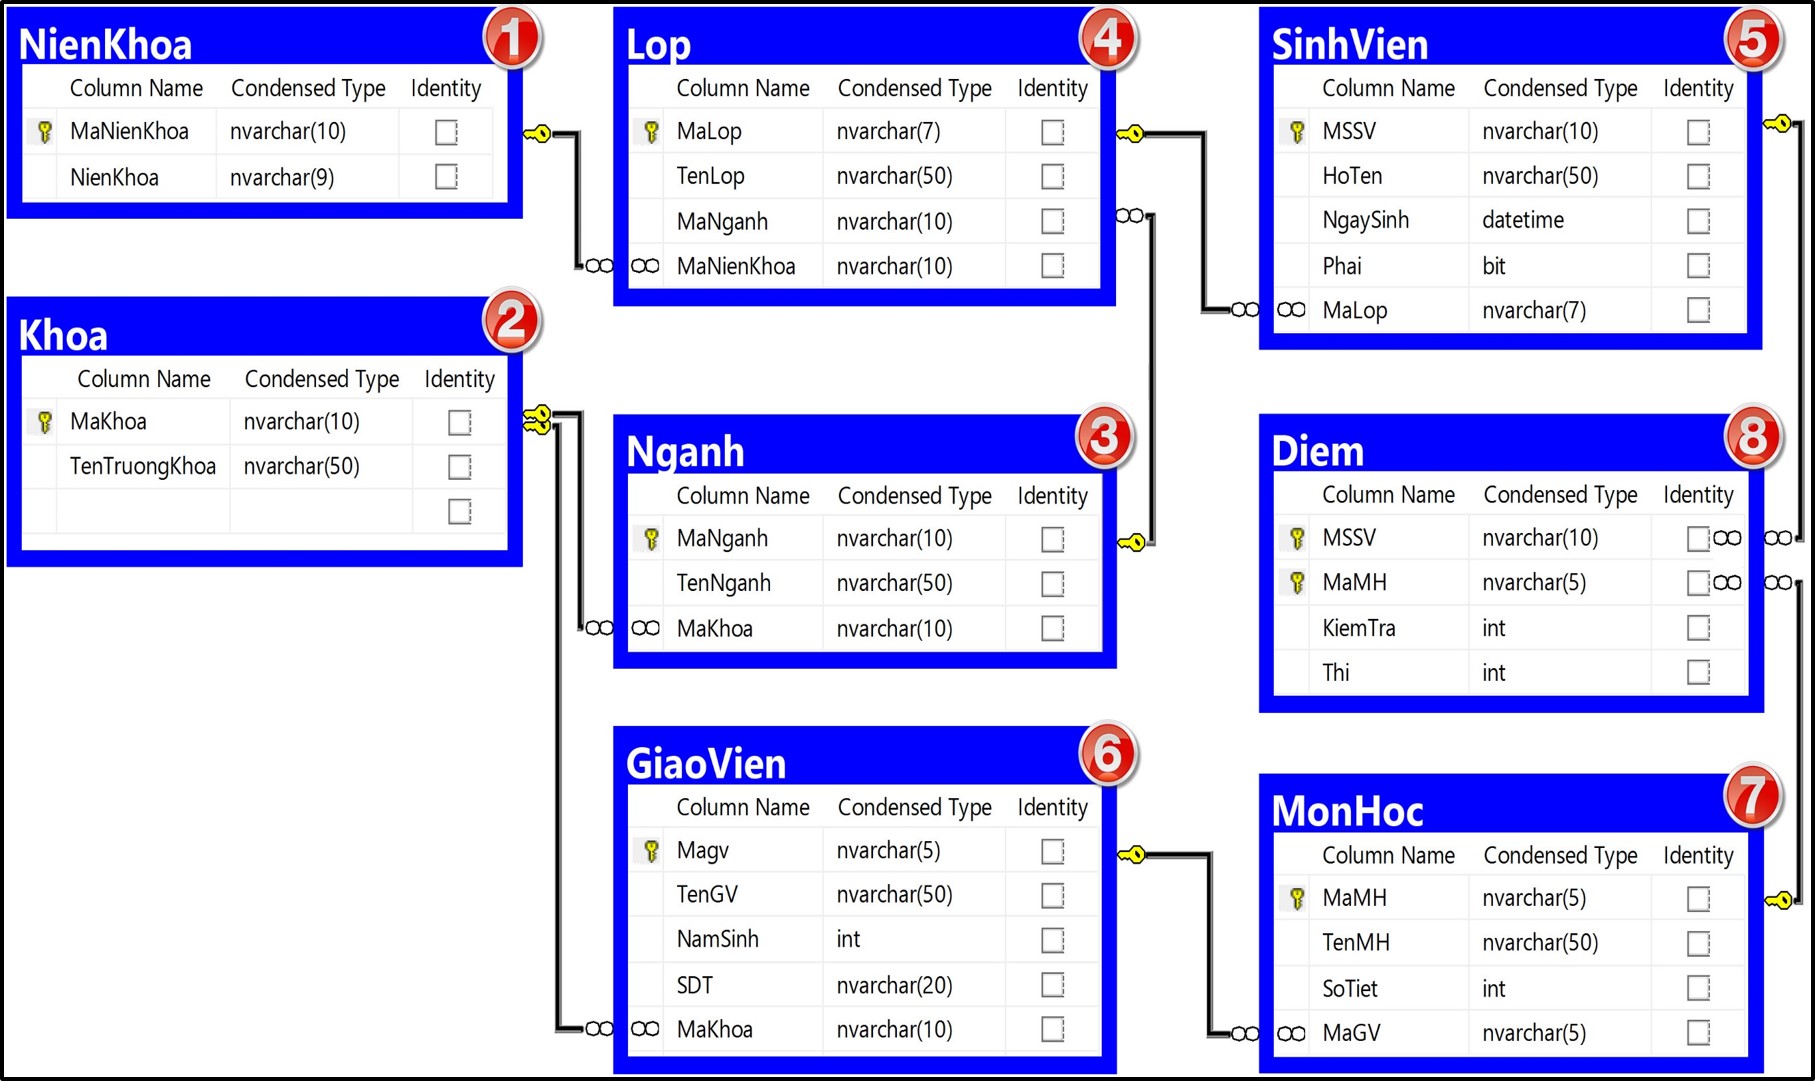 NienKhoa 1
Column Name Condensed Type Identity
MaNienKhoa nvarchar(10)
NienKhoa nvarchar(9)
Khoa 2
Column Name Condensed Type Identity
MaKhoa nvarchar(10)
TenTruongKhoa nvarchar(50)
Lop 4
Column Name Condensed Type Identity
MaLop nvarchar(7)
TenLop nvarchar(50)
MaNganh nvarchar(10)
MaNienKhoa nvarchar(10)
Nganh 3
Column Name Condensed Type Identity
MaNganh nvarchar(10)
TenNganh nvarchar(50)
MaKhoa nvarchar(10)
GiaoVien 6
Column Name Condensed Type Identity
Magv nvarchar(5)
TenGV nvarchar(50)
NamSinh int
SDT nvarchar(20)
MaKhoa nvarchar(10)
SinhVien 5
Column Name Condensed Type Identity
MSSV nvarchar(10)
HoTen nvarchar(50)
NgaySinh datetime
Phai bit
MaLop nvarchar(7)
Diem 8
Column Name Condensed Type Identity
MSSV nvarchar(10)
MaMH nvarchar(5)
KiemTra int
Thi int
MonHoc 7
Column Name Condensed Type Identity
MaMH nvarchar(5)
TenMH nvarchar(50)
SoTiet int
MaGV nvarchar(5)